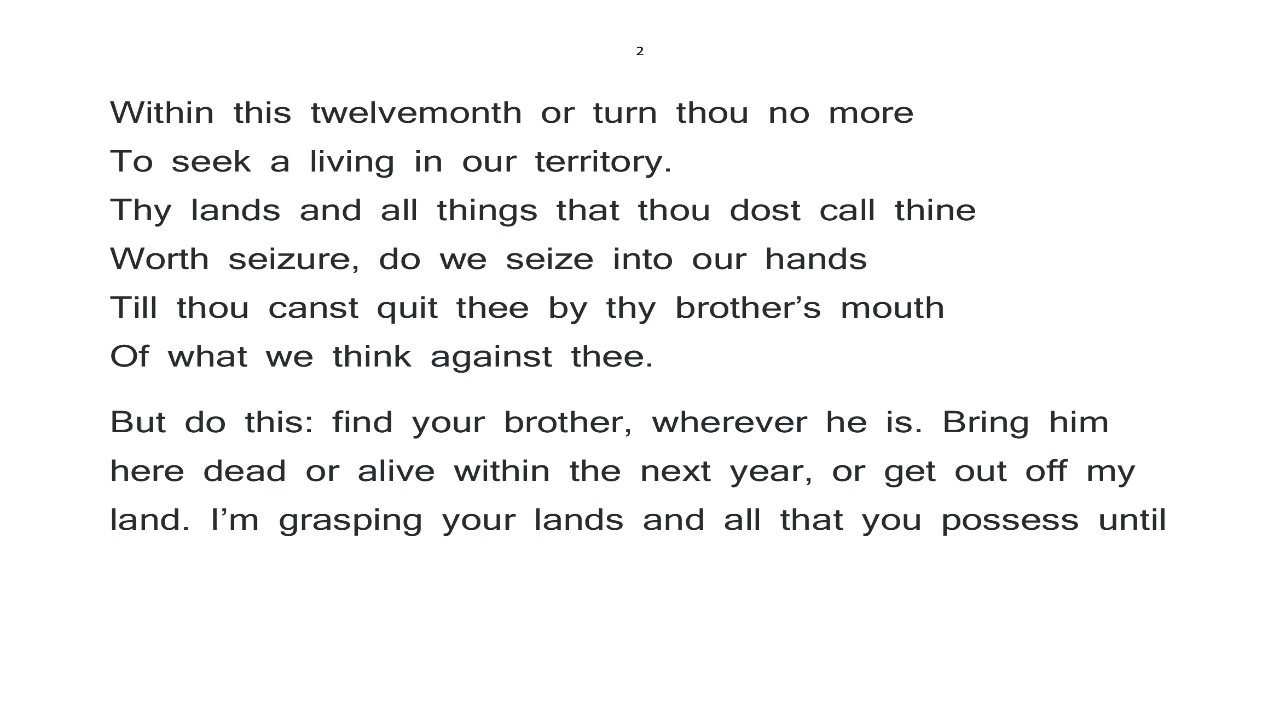 2
Within this twelvemonth or turn thou no more
To seek a living in our territory.
Thy lands and all things that thou dost call thine
Worth seizure, do we seize into our hands
Till thou canst quit thee by thy brother’s mouth
Of what we think against thee.
But do this: find your brother, wherever he is. Bring him
here dead or alive within the next year, or get out off my
land. I’m grasping your lands and all that you possess until